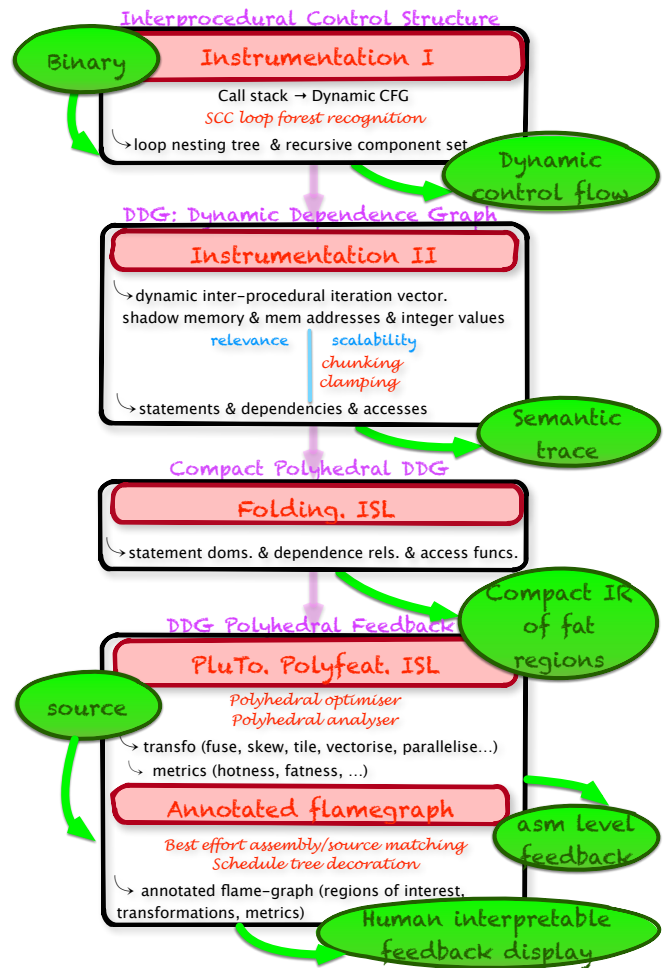 Interprocedural Control Structure
Binary
Instrumentation I
Call stack → Dynamic CFG
SCC loop forest recognition
loop nesting tree & recursive component set
Dynamic
control flow
DDG: Dynamic Dependence Graph
Instrumentation II
dynamic inter-procedural iteration vector.
shadow memory & mem addresses & integer values
relevance
scalability
chunking
clamping
statements & dependencies & accesses
Semantic
trace
Compact Polyhedral DDG
Folding. ISL
statement doms. & dependence rels. & access funcs.
Compact IR
of fat
regions
DDG Polyhedral Feedback
PluTo. Polyfeat. ISL
source
Polyhedral optimiser
Polyhedral analyser
transfo (fuse, skew, tile, vectorise, parallelise...)
metrics (hotness, fatness, ...)
Annotated flamegraph
asm level
feedback
Best effort assembly/source matching
Schedule tree decoration
annotated flame-graph (regions of interest,
transformations, metrics)
Human interpretable
feedback display